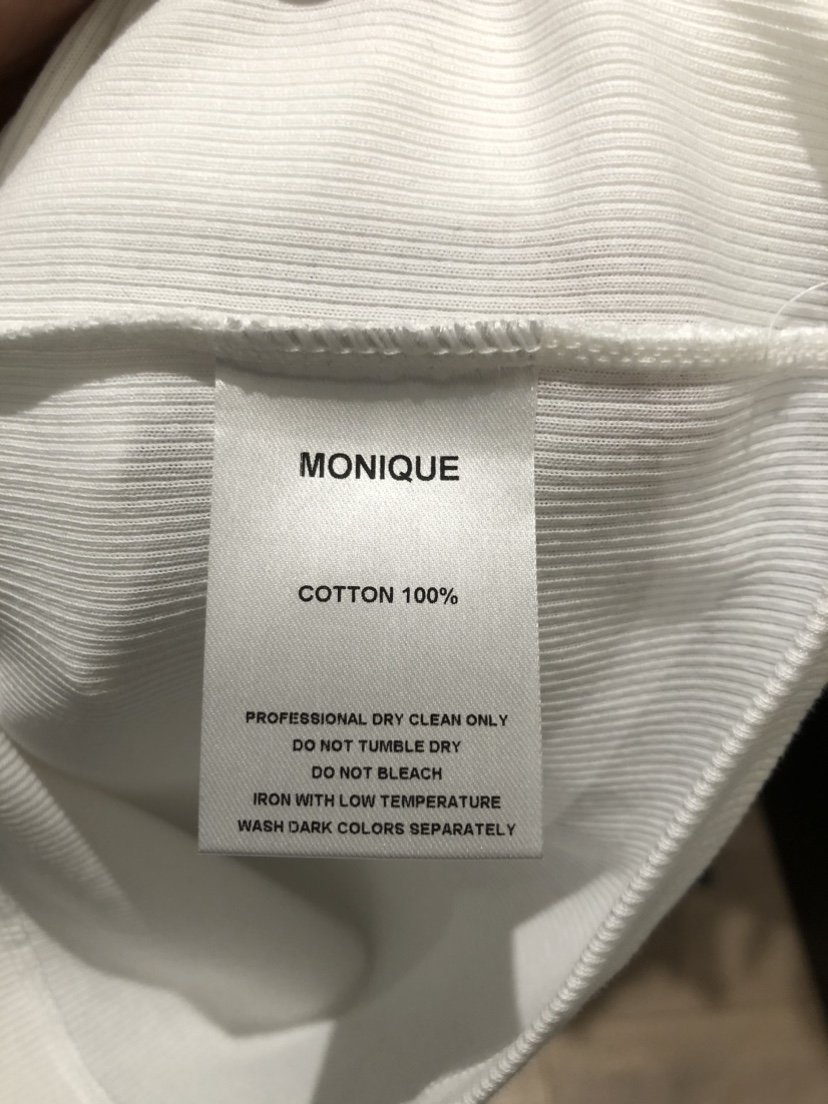 MONIQUE
COTTON 100%
PROFESSIONAL DRY CLEAN ONLY
DO NOT TUMBLE DRY
DO NOT BLEACH
IRON WITH LOW TEMPERATURE
WASH DARK COLORS SEPARATELY